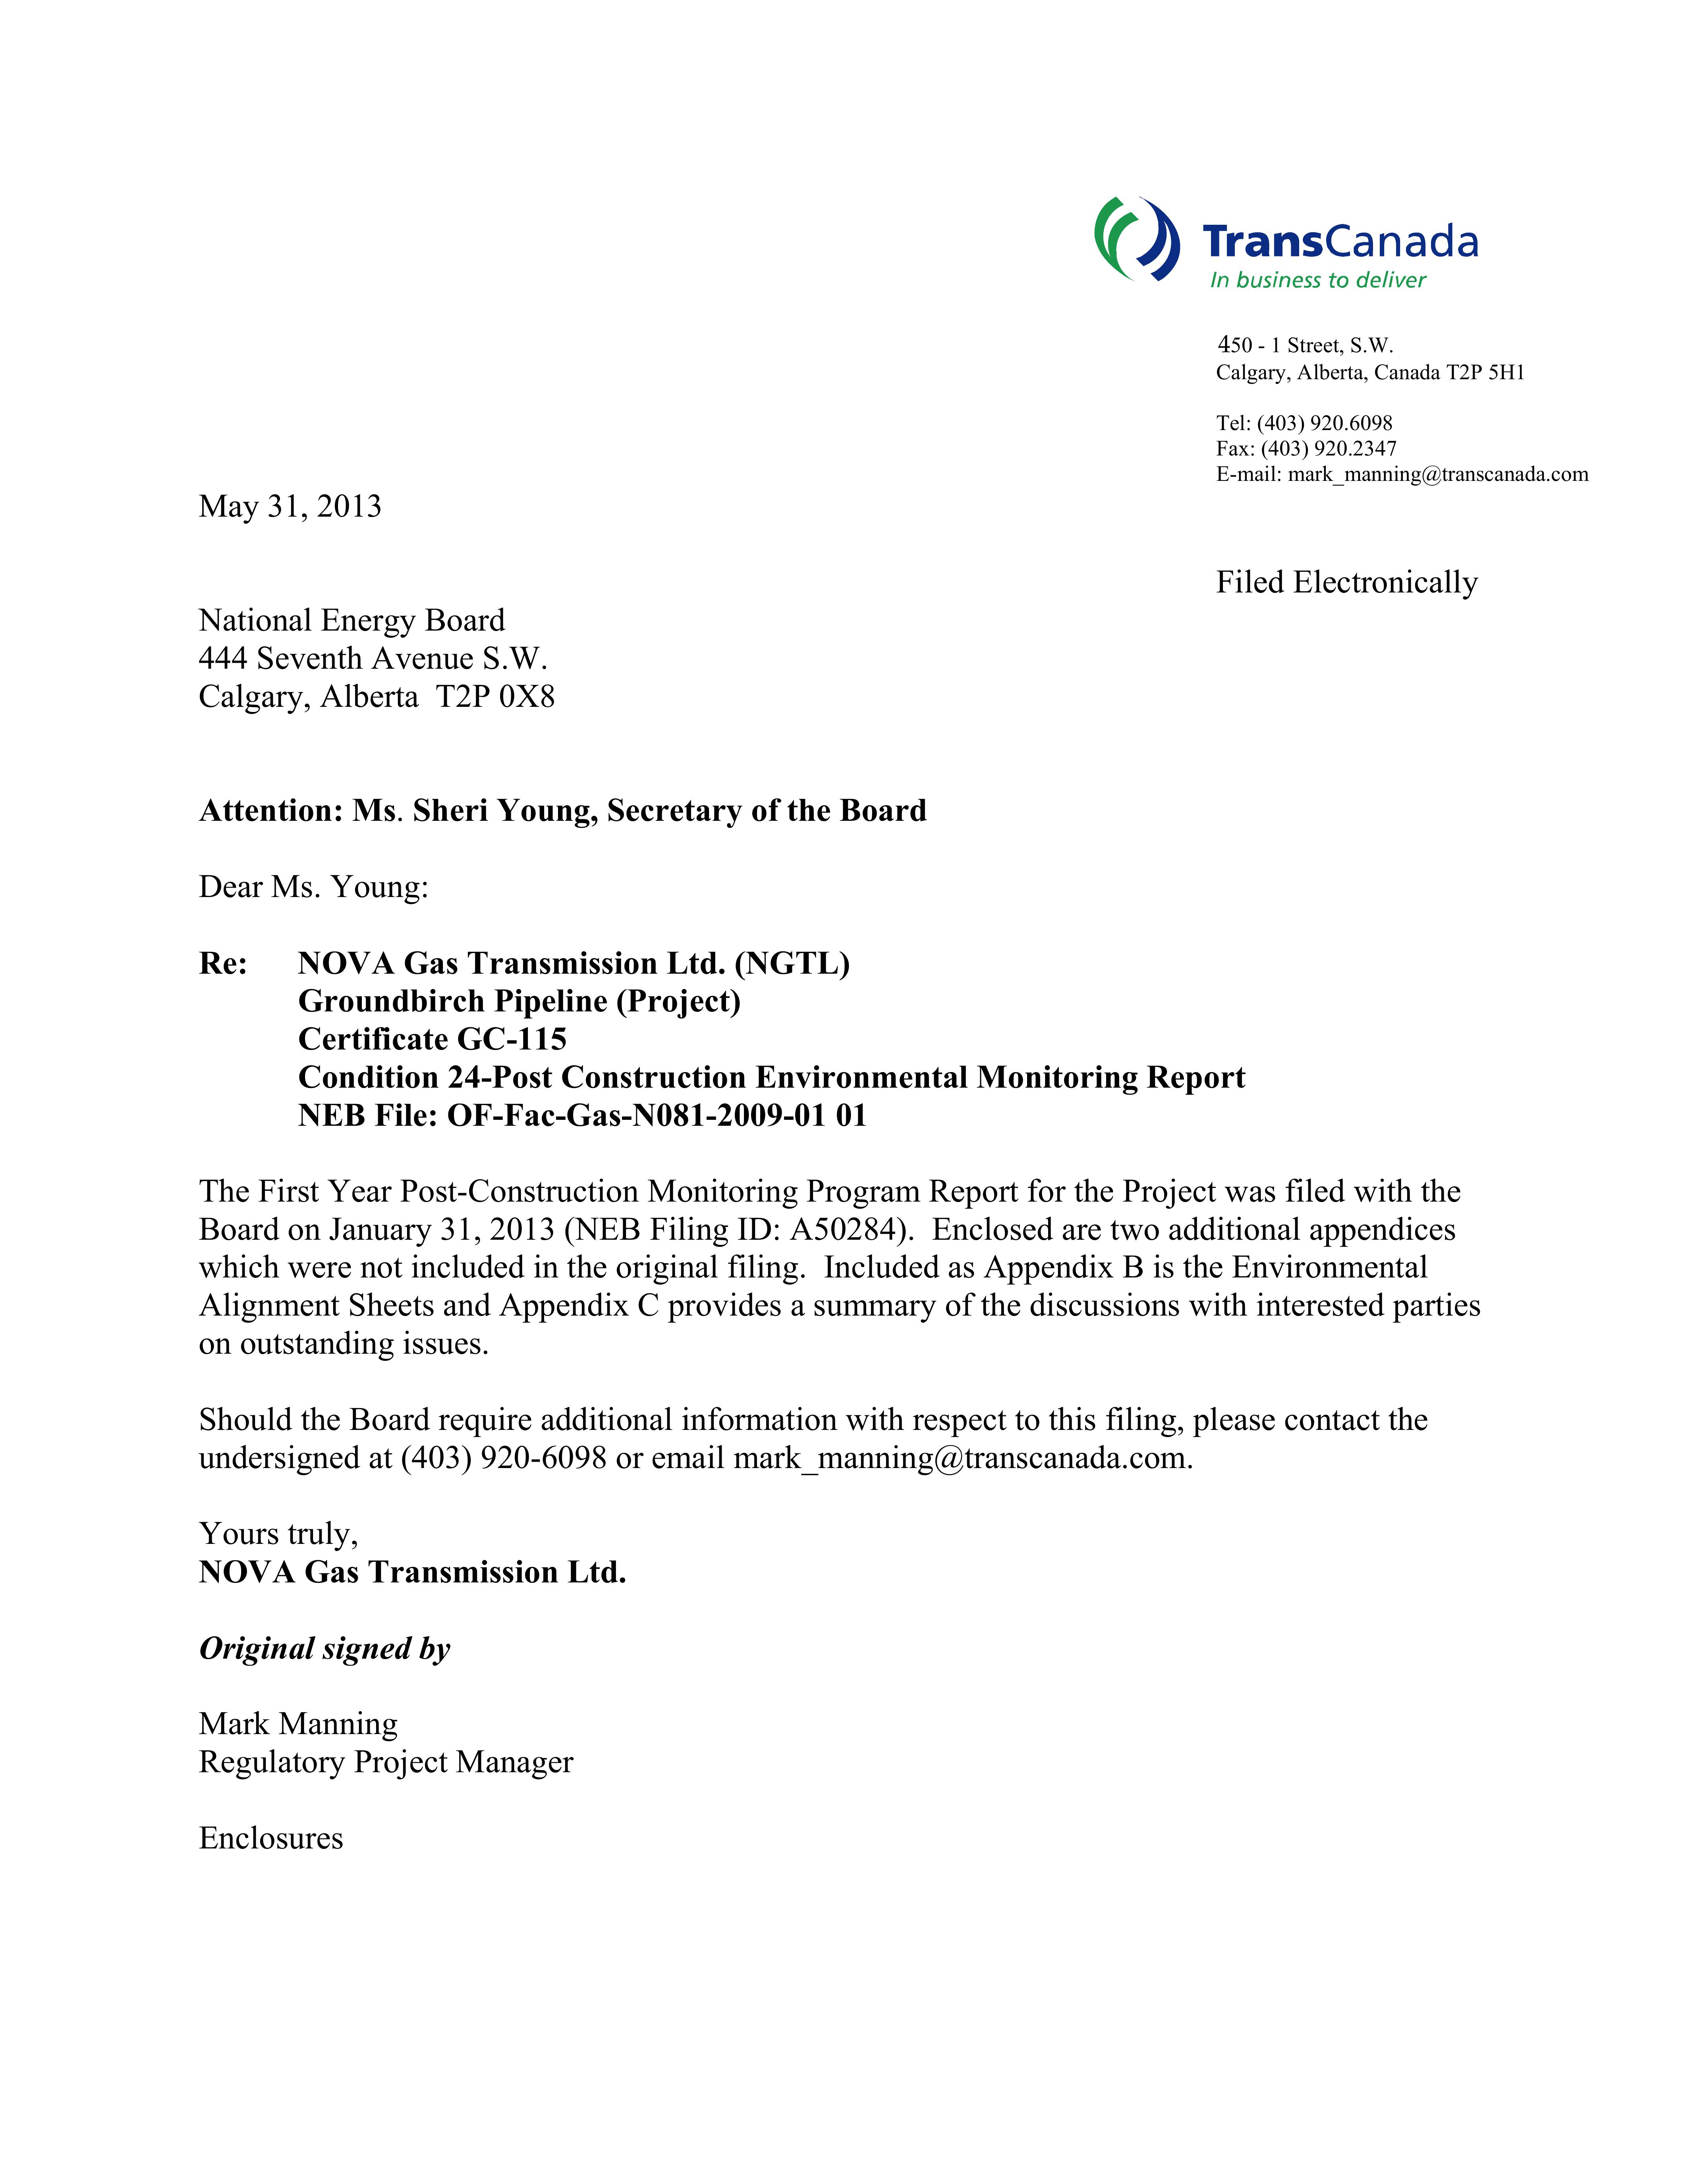 TransCanada
In business to deliver
450 - 1 Street, S.W.
Calgary, Alberta, Canada T2P 5H1
Tel: (403) 920.6098
Fax: (403) 920.2347
E-mail: mark_manning@transcanada.com
May 31, 2013
Filed Electronically
National Energy Board
444 Seventh Avenue S.W.
Calgary, Alberta  T2P 0X8
Attention: Ms. Sheri Young, Secretary of the Board
Dear Ms. Young:
Re: NOVA Gas Transmission Ltd. (NGTL)
Groundbirch Pipeline (Project)
Certificate GC-115
Condition 24-Post Construction Environmental Monitoring Report
NEB File: OF-Fac-Gas-N081-2009-01 01
The First Year Post-Construction Monitoring Program Report for the Project was filed with the
Board on January 31, 2013 (NEB Filing ID: A50284).  Enclosed are two additional appendices
which were not included in the original filing.  Included as Appendix B is the Environmental
Alignment Sheets and Appendix C provides a summary of the discussions with interested parties
on outstanding issues.
Should the Board require additional information with respect to this filing, please contact the
undersigned at (403) 920-6098 or email mark_manning@transcanada.com.
Yours truly,
NOVA Gas Transmission Ltd.
Original signed by
Mark Manning
Regulatory Project Manager
Enclosures